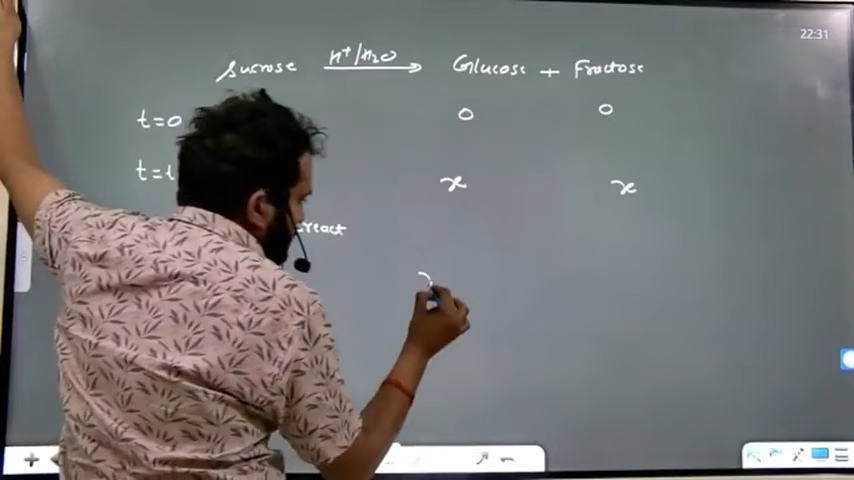 22:31
Sucrose H⁺/H₂O → Glucose + Fructose
t=0 0 0
t=t x x
react